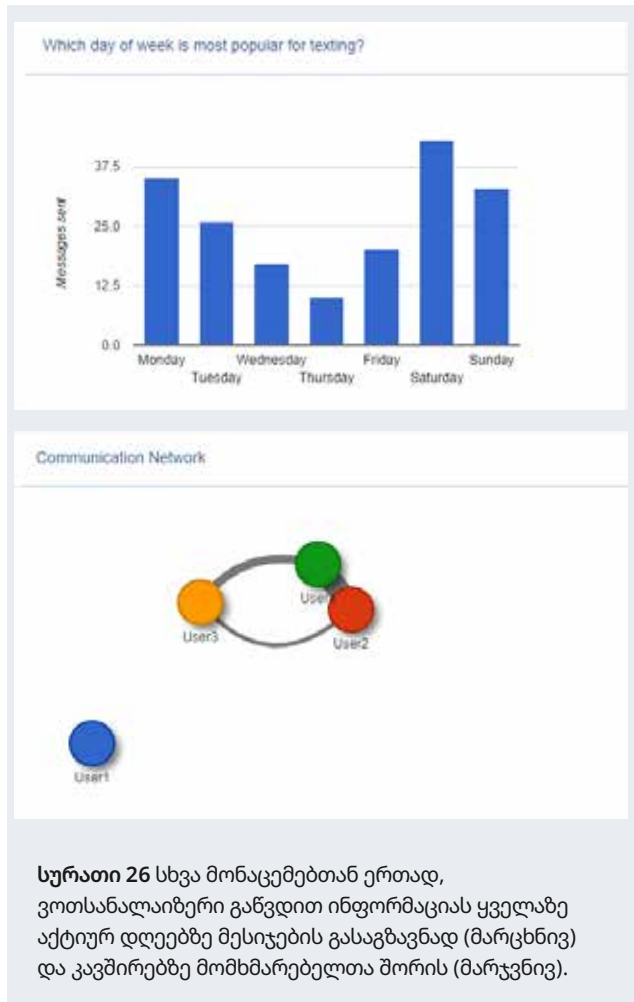 Which day of week is most popular for texting?
37.5
25.0
12.5
0.0
Messages sent
Monday
Tuesday
Wednesday
Thursday
Friday
Saturday
Sunday
Communication Network
User3
User2
User1
სურათი 26 სხვა მონაცემებთან ერთად,
ვოთსანალაიზერი გაწვდით ინფორმაციას ყველაზე
აქტიურ დღეებზე მესიჯების გასაგზავნად (მარცხნივ)
და კავშირებზე მომხმარებელთა შორის (მარჯვნივ).